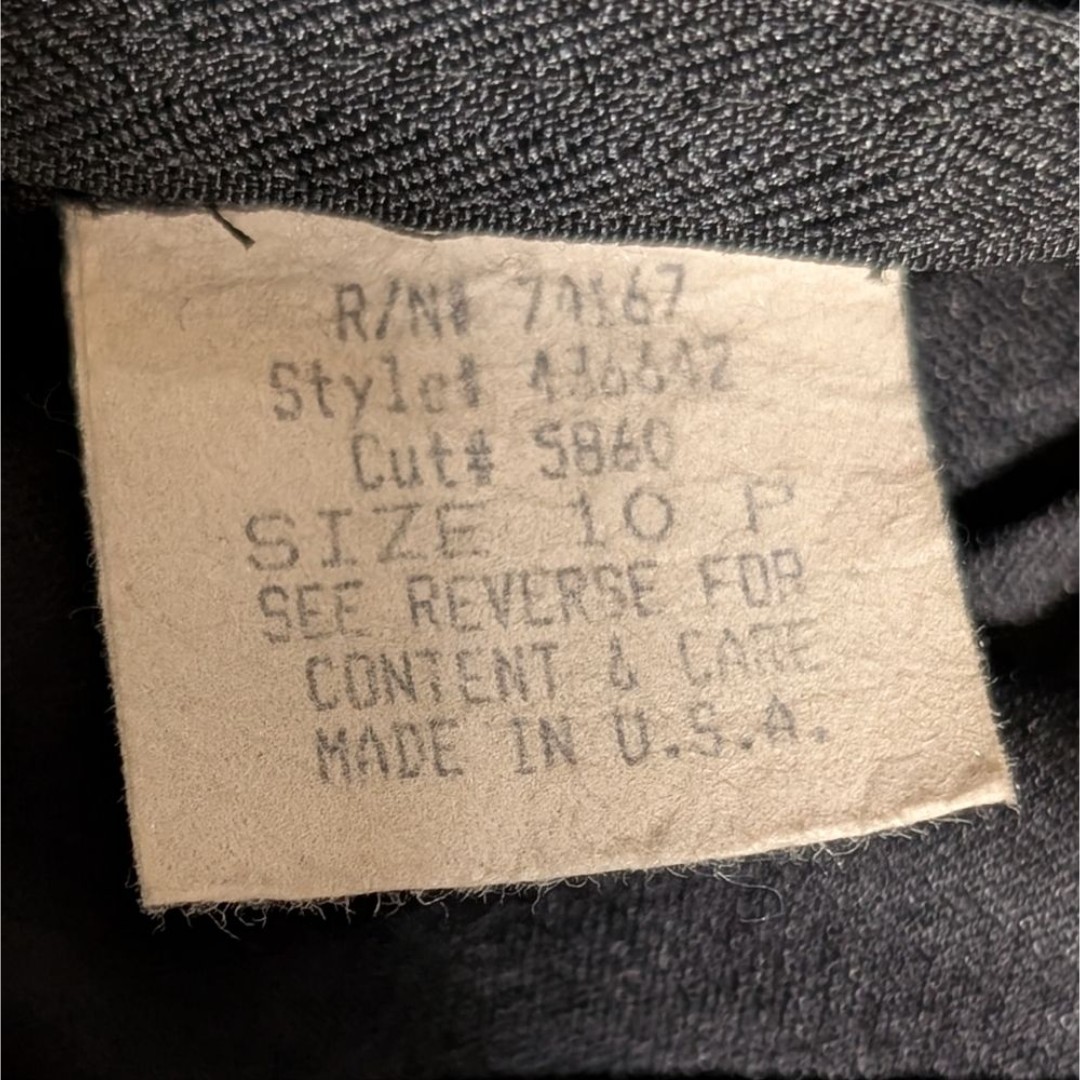 R/N#
Style#
Cut# 5860
SIZE 10 P
SEE REVERSE FOR
CONTENT & CARE
MADE IN U.S.A.